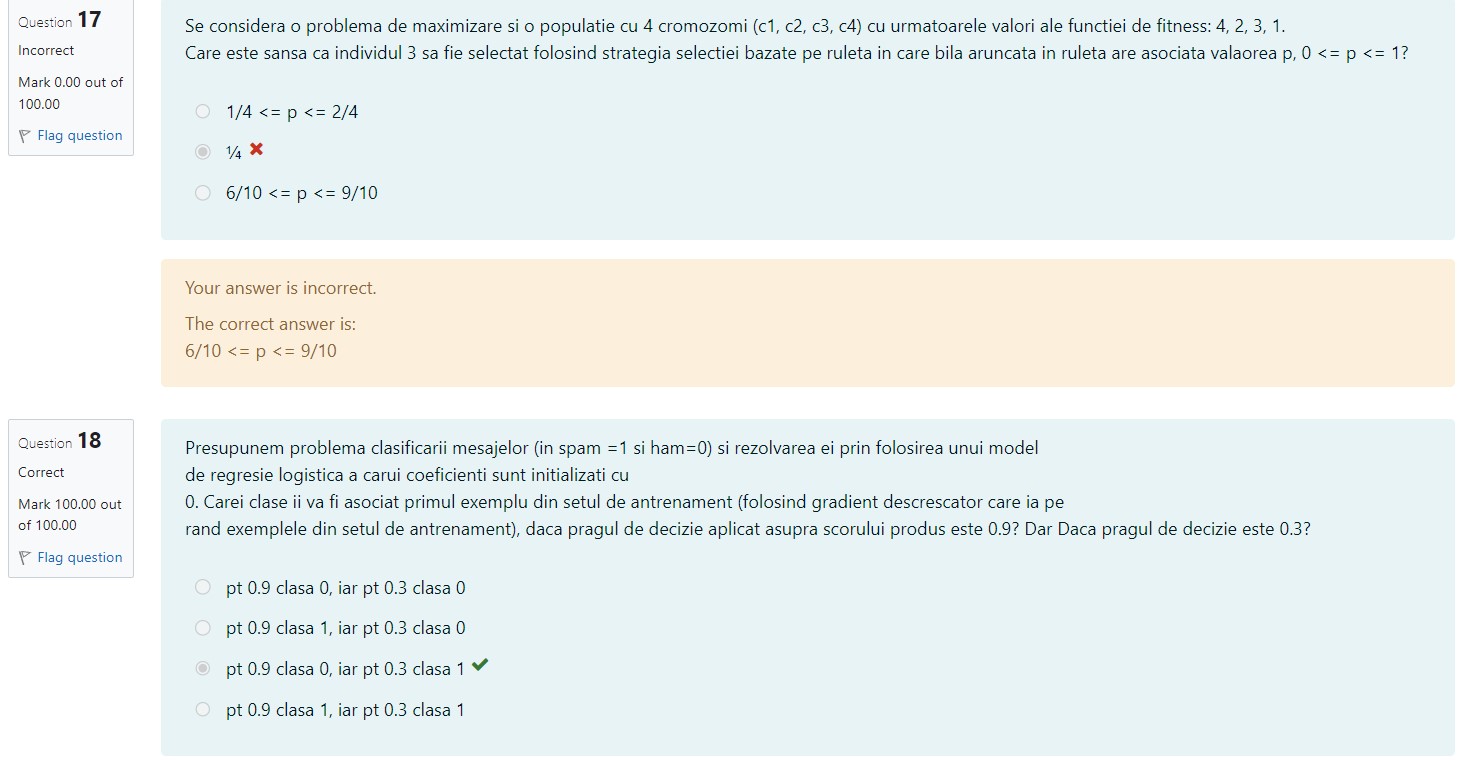 Question 17
Incorrect
Mark 0.00 out of
100.00
Flag question
Se considera o problema de maximizare si o populatie cu 4 cromozomi (c1, c2, c3, c4) cu urmatoarele valori ale functiei de fitness: 4, 2, 3, 1.
Care este sansa ca individul 3 sa fie selectat folosind strategia selectiei bazate pe ruleta in care bila aruncata in ruleta are asociata valaorea p, 0 <= p <= 1?
1/4 <= p <= 2/4
¼
6/10 <= p <= 9/10
Your answer is incorrect.
The correct answer is:
6/10 <= p <= 9/10
Question 18
Correct
Mark 100.00 out
of 100.00
Flag question
Presupunem problema clasificarii mesajelor (in spam =1 si ham=0) si rezolvarea ei prin folosirea unui model
de regresie logistica a carui coeficienti sunt initializati cu
0. Carei clase ii va fi asociat primul exemplu din setul de antrenament (folosind gradient descrescator care ia pe
rand exemplele din setul de antrenament), daca pragul de decizie aplicat asupra scorului produs este 0.9? Dar Daca pragul de decizie este 0.3?
pt 0.9 clasa 0, iar pt 0.3 clasa 0
pt 0.9 clasa 1, iar pt 0.3 clasa 0
pt 0.9 clasa 0, iar pt 0.3 clasa 1
pt 0.9 clasa 1, iar pt 0.3 clasa 1